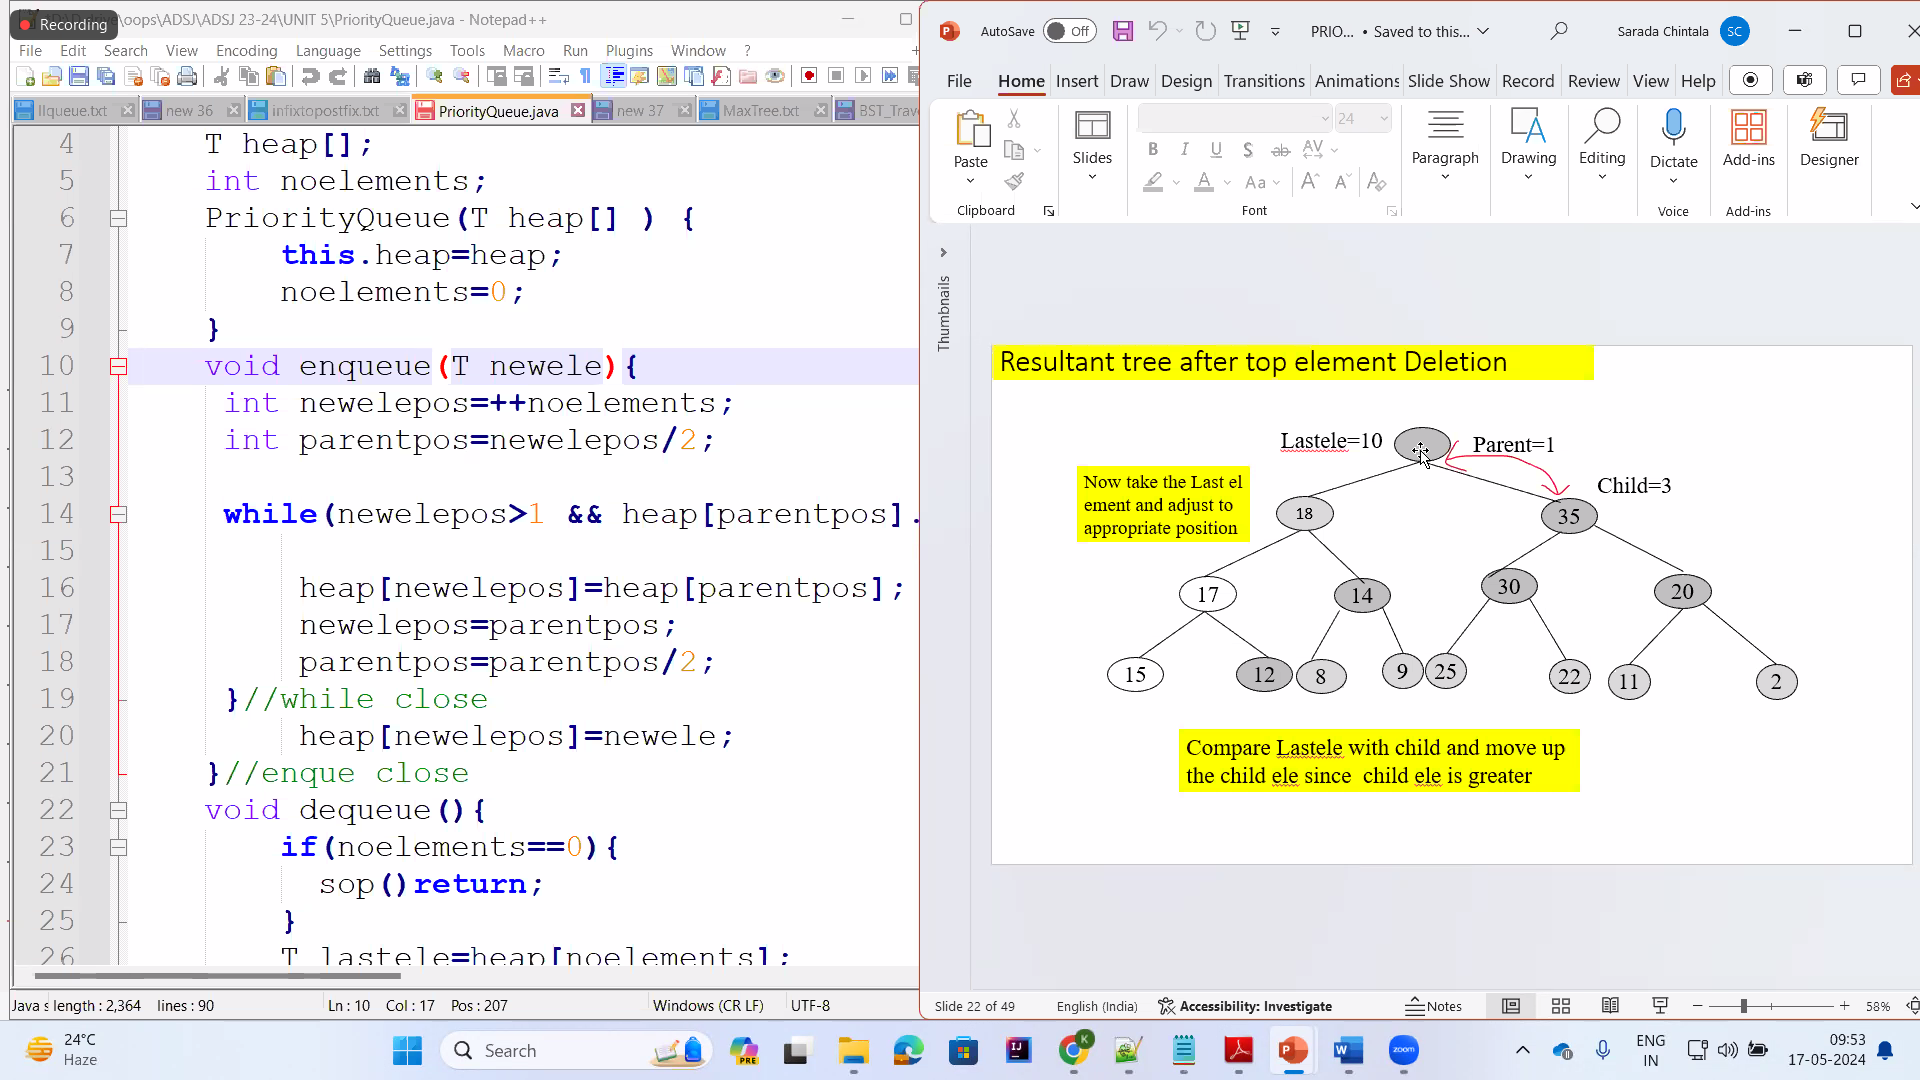 Recording
drive\oops\ADSJ\ADSJ 23-24\UNIT 5\PriorityQueue.java - Notepad++
File Edit Search View Encoding Language Settings Tools Macro Run Plugins Window ?
llqueue.txt new 36 infixtopostfix.txt PriorityQueue.java new 37 MaxTree.txt BST_Trave
4 T heap[];
5 int noelements;
6 PriorityQueue(T heap[] ) {
7 this.heap=heap;
8 noelements=0;
9 }
10 void enqueue(T newele){
11 int newelepos=++noelements;
12 int parentpos=newelepos/2;
13
14 while(newelepos>1 && heap[parentpos].
15
16 heap[newelepos]=heap[parentpos];
17 newelepos=parentpos;
18 parentpos=parentpos/2;
19 }//while close
20 heap[newelepos]=newele;
21 }//enque close
22 void dequeue(){
23 if(noelements==0){
24 sop()return;
25 }
26 T lastele=heap[noelements];
Java s length : 2,364 lines : 90 Ln : 10 Col : 17 Pos : 207 Windows (CR LF) UTF-8
AutoSave Off PRIO... • Saved to this... Sarada Chintala SC
File Home Insert Draw Design Transitions Animations Slide Show Record Review View Help
Paste
Clipboard
Slides
24
B I U S ab AV
A Aa A A A
Font
Paragraph
Drawing
Editing
Dictate
Voice
Add-ins
Add-ins
Designer
Thumbnails
Resultant tree after top element Deletion
Lastele=10 Parent=1
Now take the Last el
ement and adjust to
appropriate position
Child=3
18 35
17 14 30 20
15 12 8 9 25 22 11 2
Compare Lastele with child and move up
the child ele since child ele is greater
Slide 22 of 49 English (India) Accessibility: Investigate Notes 58%
24°C
Haze
Search
PRE
K
zoom
ENG
IN
09:53
17-05-2024